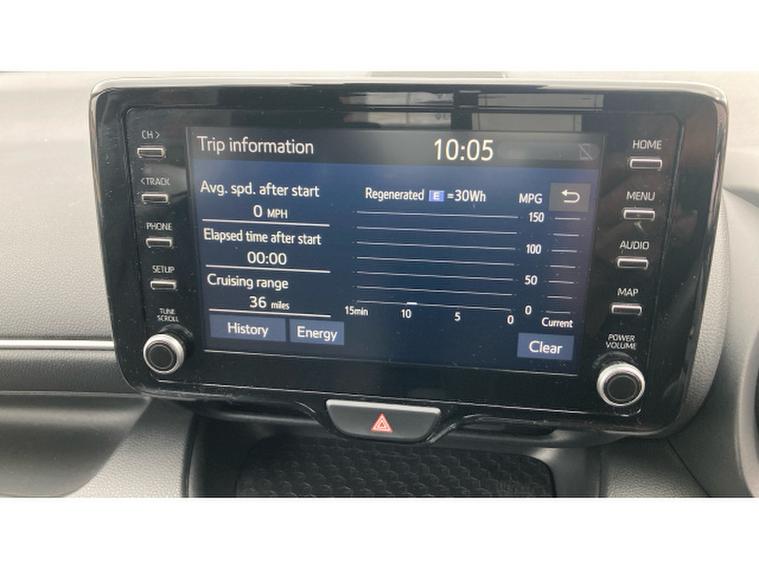 CH >
< TRACK
PHONE
SETUP
TUNE
SCROLL
Trip information 10:05
Avg. spd. after start
0 MPH
Elapsed time after start
00:00
Cruising range
36 miles
History Energy
Regenerated E =30Wh MPG
150
100
50
0
15min 10 5 0 Current
Clear
HOME
MENU
AUDIO
MAP
POWER
VOLUME